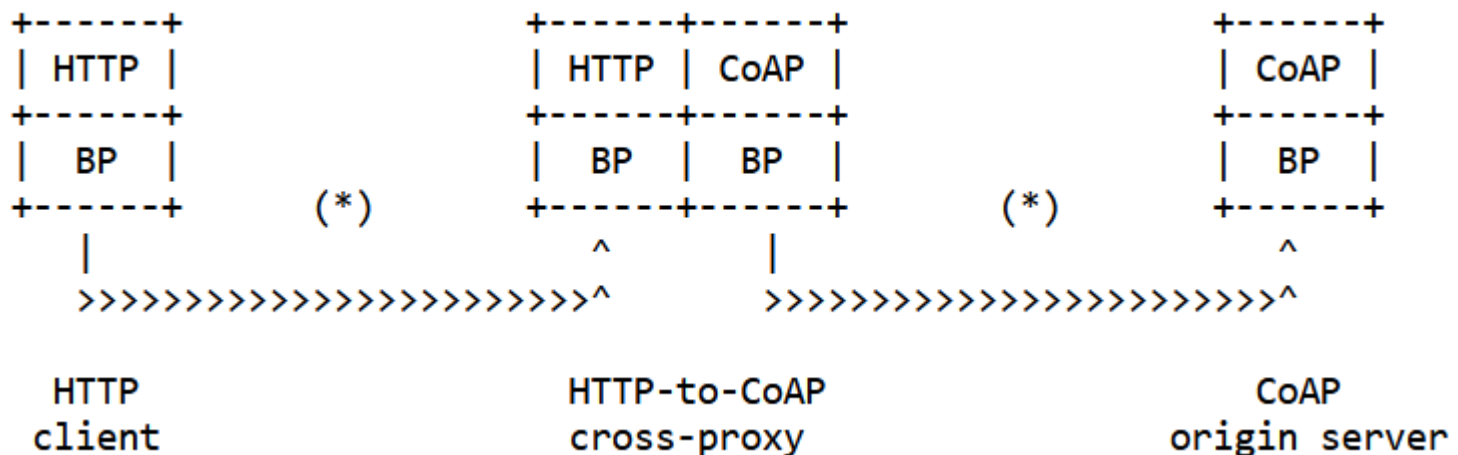 +------+                    +------+------+                    +------+
| HTTP |                    | HTTP | CoAP |                    | CoAP |
+------+                    +------+------+                    +------+
|  BP  |                    |  BP  |  BP  |                    |  BP  |
+------+     (*)            +------+------+      (*)           +------+
   |                           ^      |                           ^
   >>>>>>>>>>>>>>>>>>>>>>>>^      >>>>>>>>>>>>>>>>>>>>>>>>^
  HTTP                      HTTP-to-CoAP                         CoAP
 client                     cross-proxy                     origin server